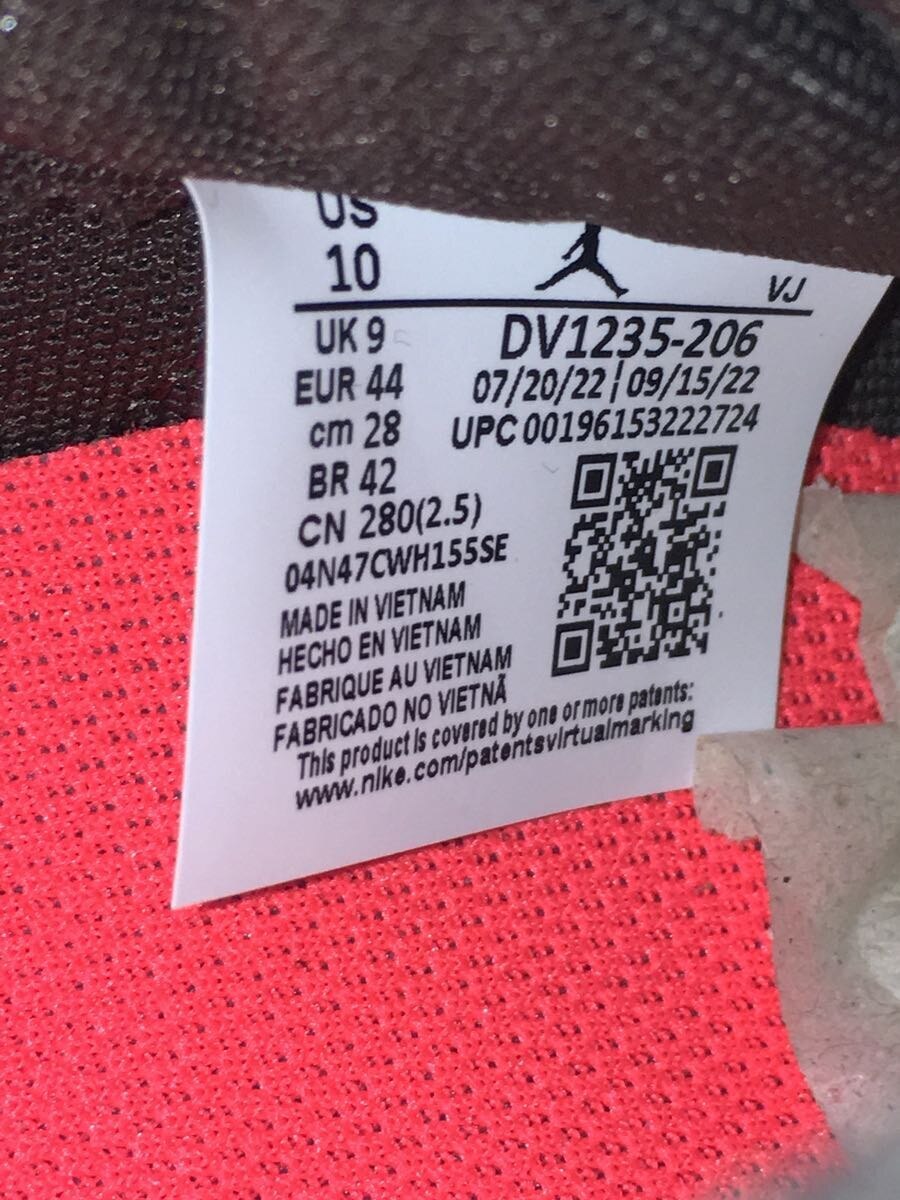 US
10
VJ
UK 9
DV1235-206
EUR 44
07/20/22 | 09/15/22
cm 28
UPC 00196153222724
BR 42
CN 280(2.5)
04N47CWH155SE
MADE IN VIETNAM
HECHO EN VIETNAM
FABRIQUE AU VIETNAM
FABRICADO NO VIETNÃ
This product is covered by one or more patents:
www.nike.com/patentsvirtualmarking